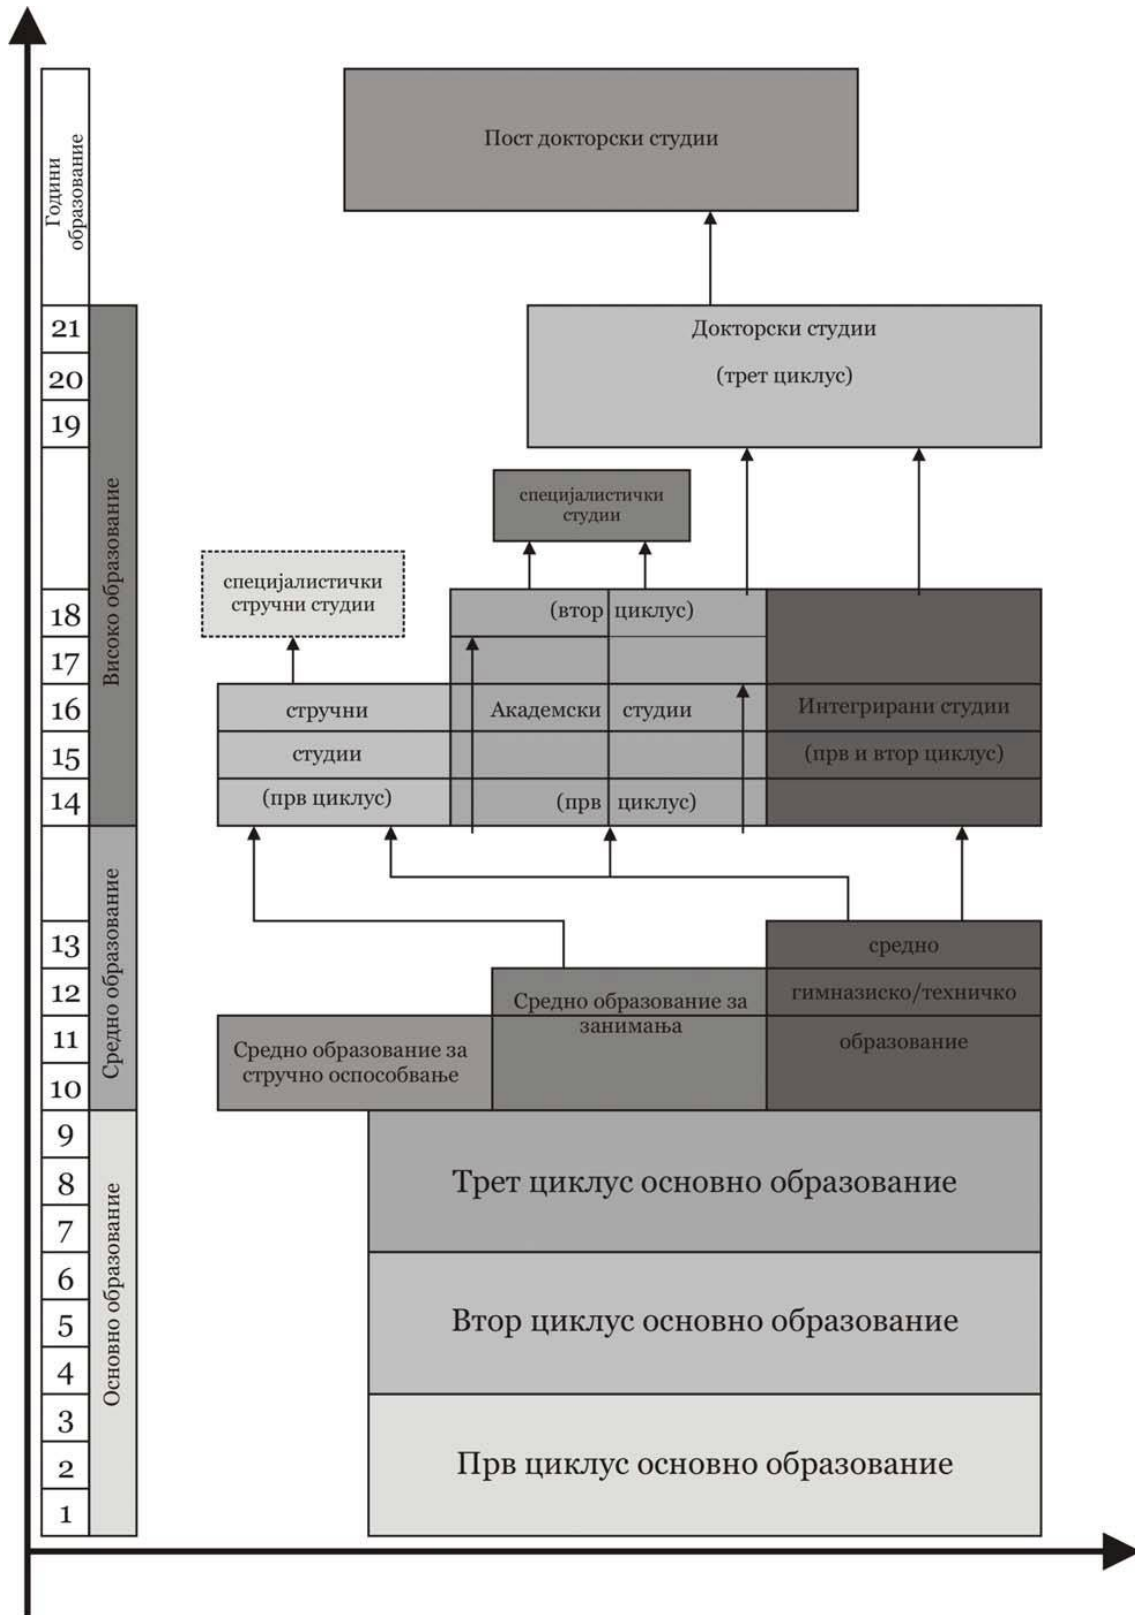 Пост докторски студии
Години
образование
21
20
19
Докторски студии
(трет циклус)
Високо образование
специјалистички
студии
специјалистички
стручни студии
18
17
16
15
14
(втор циклус)
стручни
студии
(прв циклус)
Академски студии
(прв циклус)
Интегрирани студии
(прв и втор циклус)
Средно образование
13
12
11
10
средно
гимназиско/техничко
образование
Средно образование за
занимања
Средно образование за
стручно оспособвање
Основно образование
9
8
7
Трет циклус основно образование
6
5
4
Втор циклус основно образование
3
2
1
Прв циклус основно образование